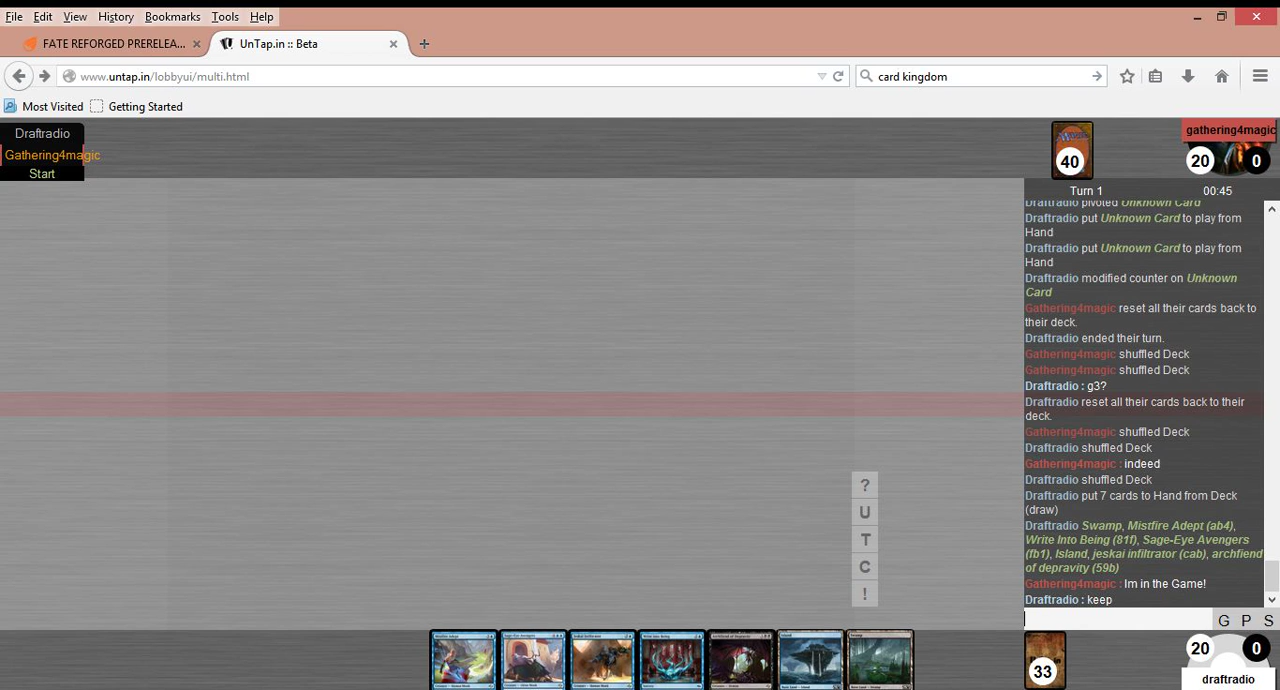 File Edit View History Bookmarks Tools Help
FATE REFORGED PRERELEA... × UnTap.in :: Beta × +
www.untap.in/lobbyui/multi.html card kingdom
Most Visited Getting Started
Draftradio
Gathering4magic
Start
40
gathering4magic
20 0
Turn 1 00:45
Draftradio pivoted Unknown Card
Draftradio put Unknown Card to play from
Hand
Draftradio put Unknown Card to play from
Hand
Draftradio modified counter on Unknown
Card
Gathering4magic reset all their cards back to
their deck.
Draftradio ended their turn.
Gathering4magic shuffled Deck
Gathering4magic shuffled Deck
Draftradio : g3?
Draftradio reset all their cards back to their
deck.
Gathering4magic shuffled Deck
Draftradio shuffled Deck
Gathering4magic : indeed
Draftradio shuffled Deck
Draftradio put 7 cards to Hand from Deck
(draw)
Draftradio Swamp, Mistfire Adept (ab4),
Write Into Being (81f), Sage-Eye Avengers
(fb1), Island, jeskai infiltrator (cab), archfiend
of depravity (59b)
Gathering4magic : Im in the Game!
Draftradio : keep
?
U
T
C
!
G P S
Island
Swamp
33
20 0
draftradio